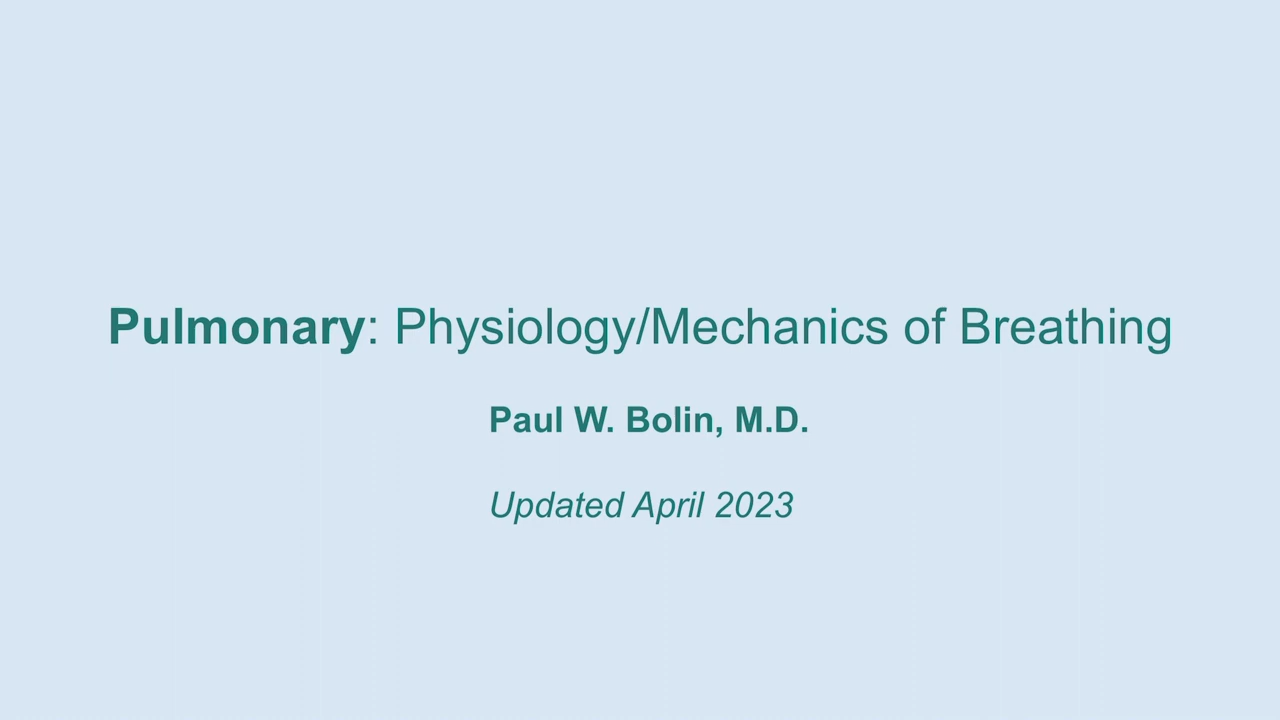 Pulmonary: Physiology/Mechanics of Breathing
Paul W. Bolin, M.D.
Updated April 2023